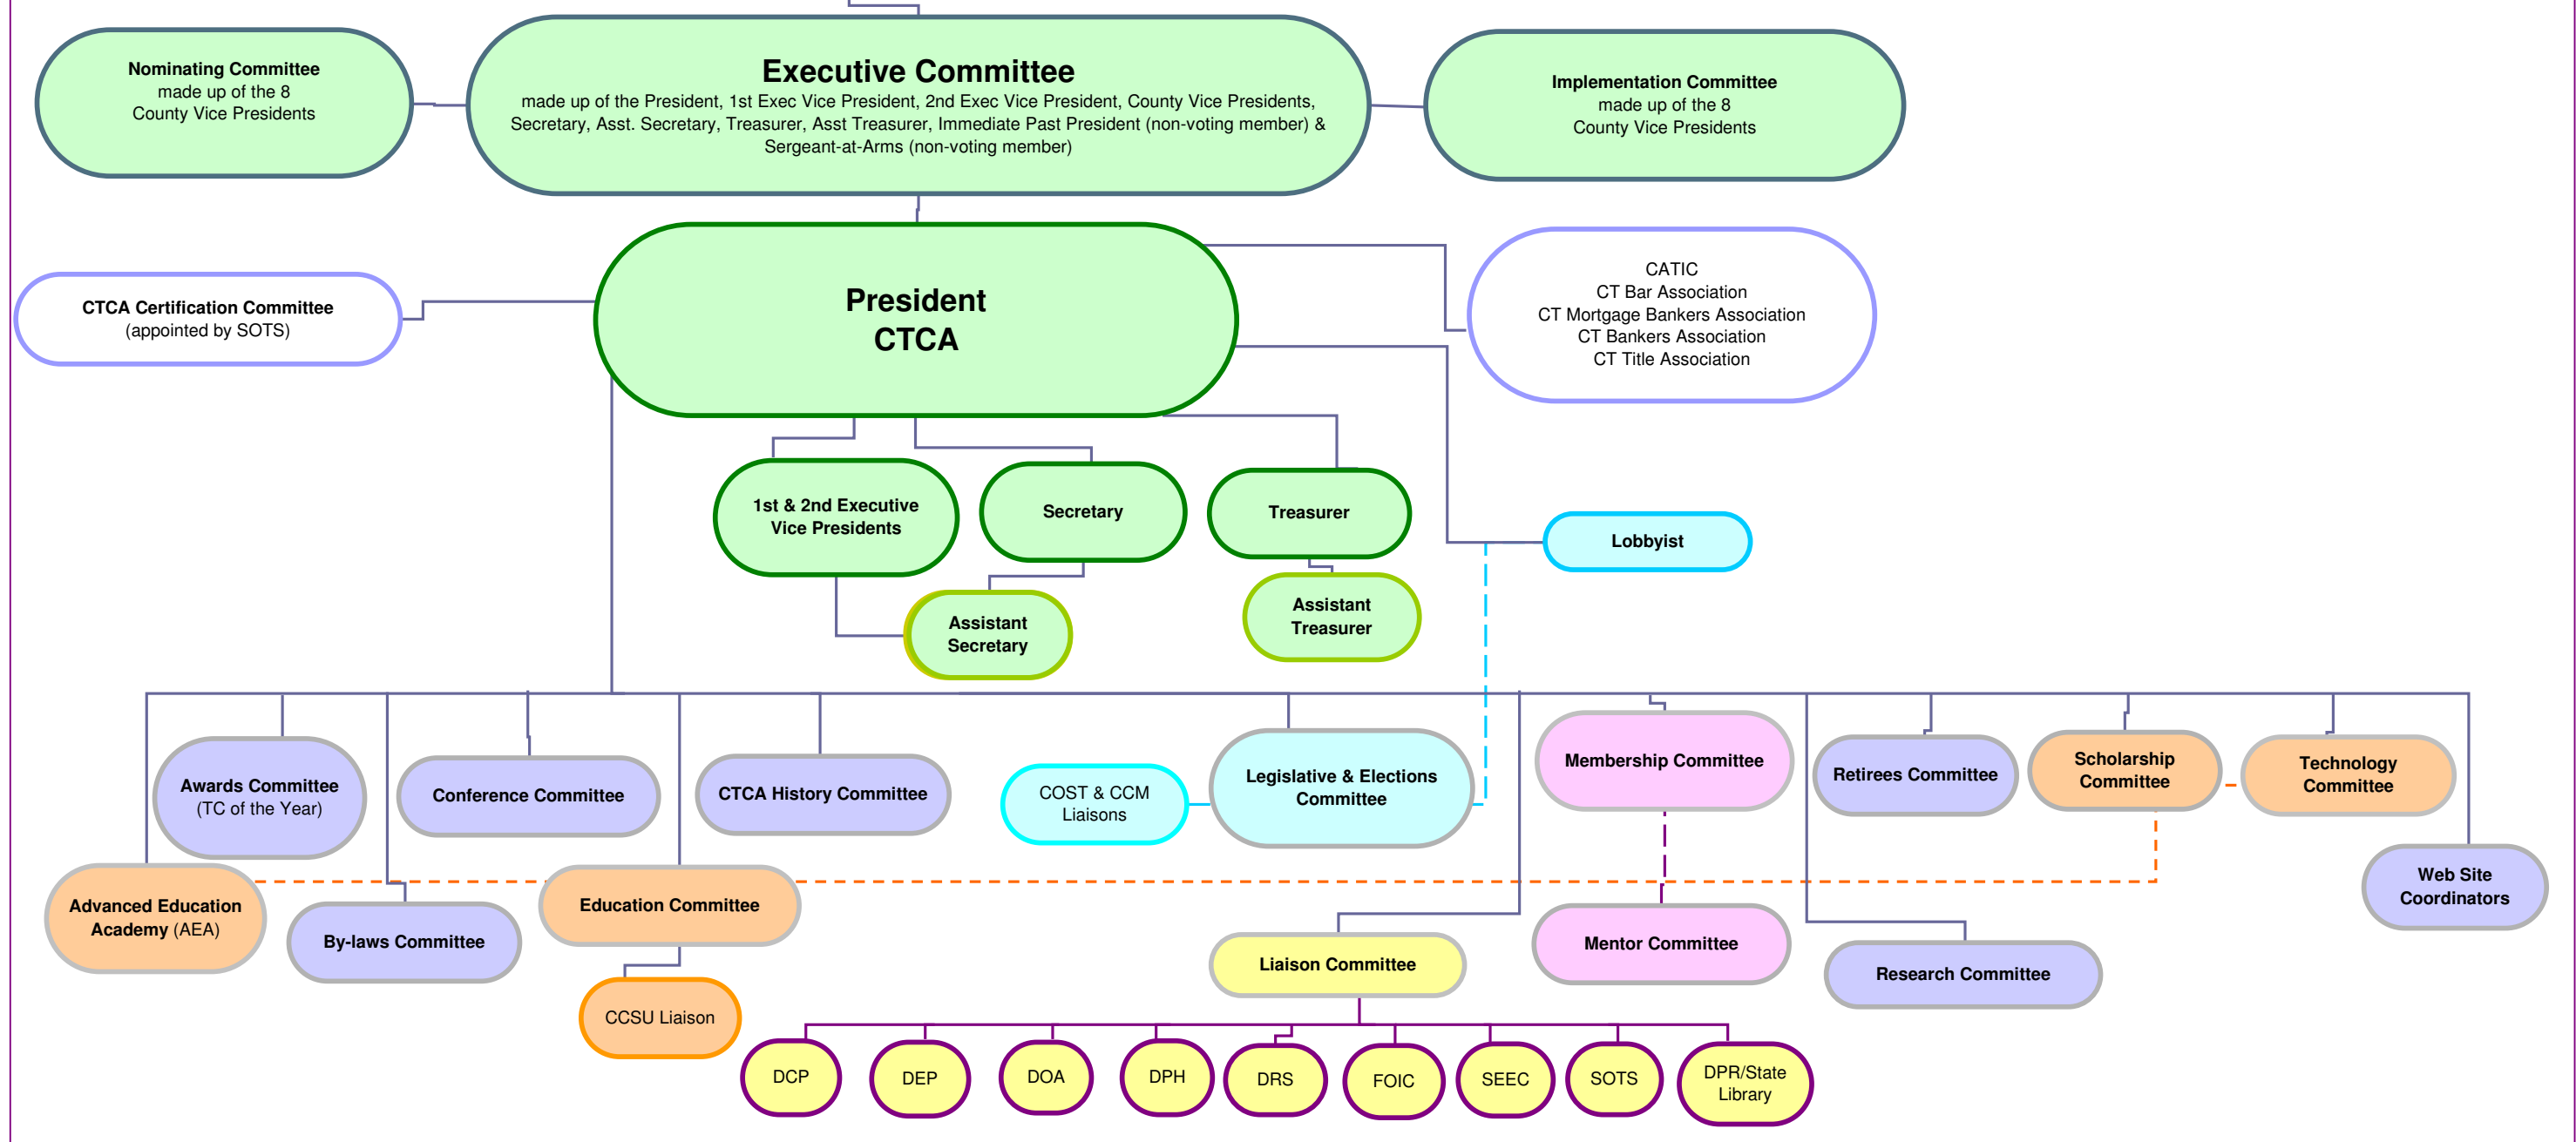 Nominating Committee
made up of the 8
County Vice Presidents
Executive Committee
made up of the President, 1st Exec Vice President, 2nd Exec Vice President, County Vice Presidents,
Secretary, Asst. Secretary, Treasurer, Asst Treasurer, Immediate Past President (non-voting member) &
Sergeant-at-Arms (non-voting member)
Implementation Committee
made up of the 8
County Vice Presidents
CTCA Certification Committee
(appointed by SOTS)
President
CTCA
CATIC
CT Bar Association
CT Mortgage Bankers Association
CT Bankers Association
CT Title Association
1st & 2nd Executive
Vice Presidents
Secretary
Treasurer
Lobbyist
Assistant
Secretary
Assistant
Treasurer
Awards Committee
(TC of the Year)
Conference Committee
CTCA History Committee
COST & CCM
Liaisons
Legislative & Elections
Committee
Membership Committee
Retirees Committee
Scholarship
Committee
Technology
Committee
Advanced Education
Academy (AEA)
By-laws Committee
Education Committee
Web Site
Coordinators
Liaison Committee
Mentor Committee
Research Committee
CCSU Liaison
DCP
DEP
DOA
DPH
DRS
FOIC
SEEC
SOTS
DPR/State
Library